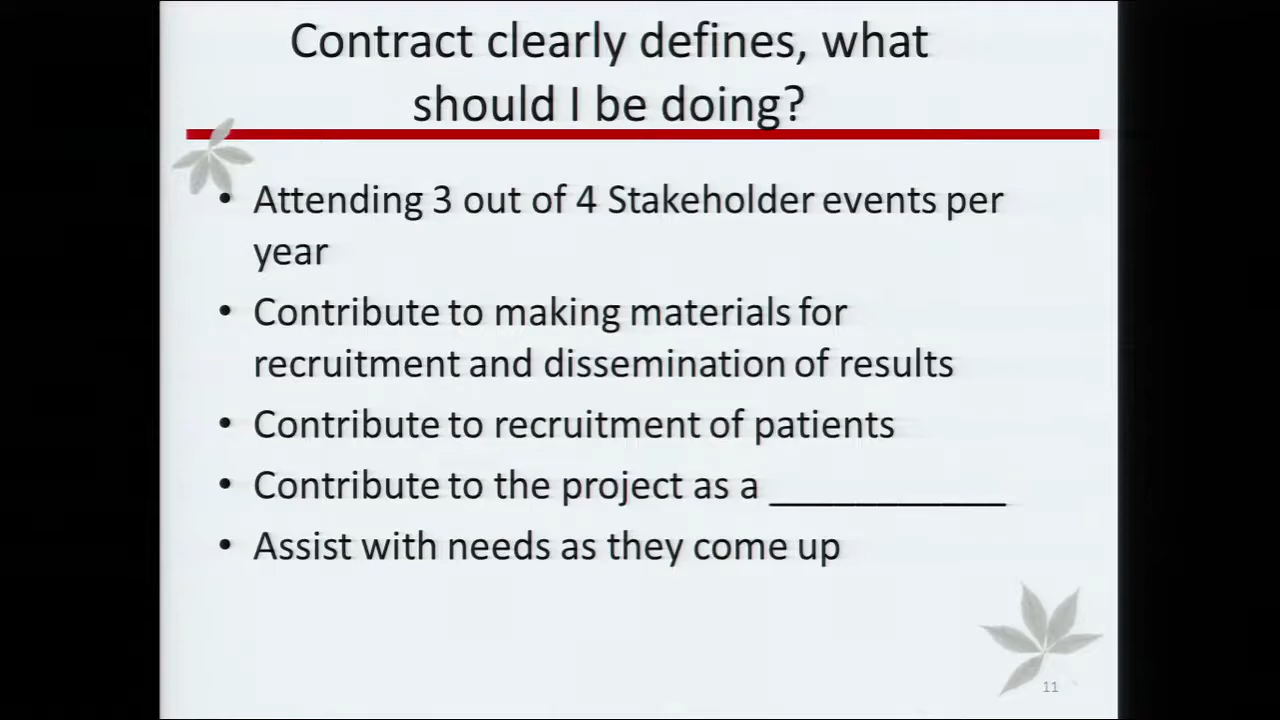 Contract clearly defines, what
should I be doing?
• Attending 3 out of 4 Stakeholder events per
year
• Contribute to making materials for
recruitment and dissemination of results
• Contribute to recruitment of patients
• Contribute to the project as a ___________
• Assist with needs as they come up
11